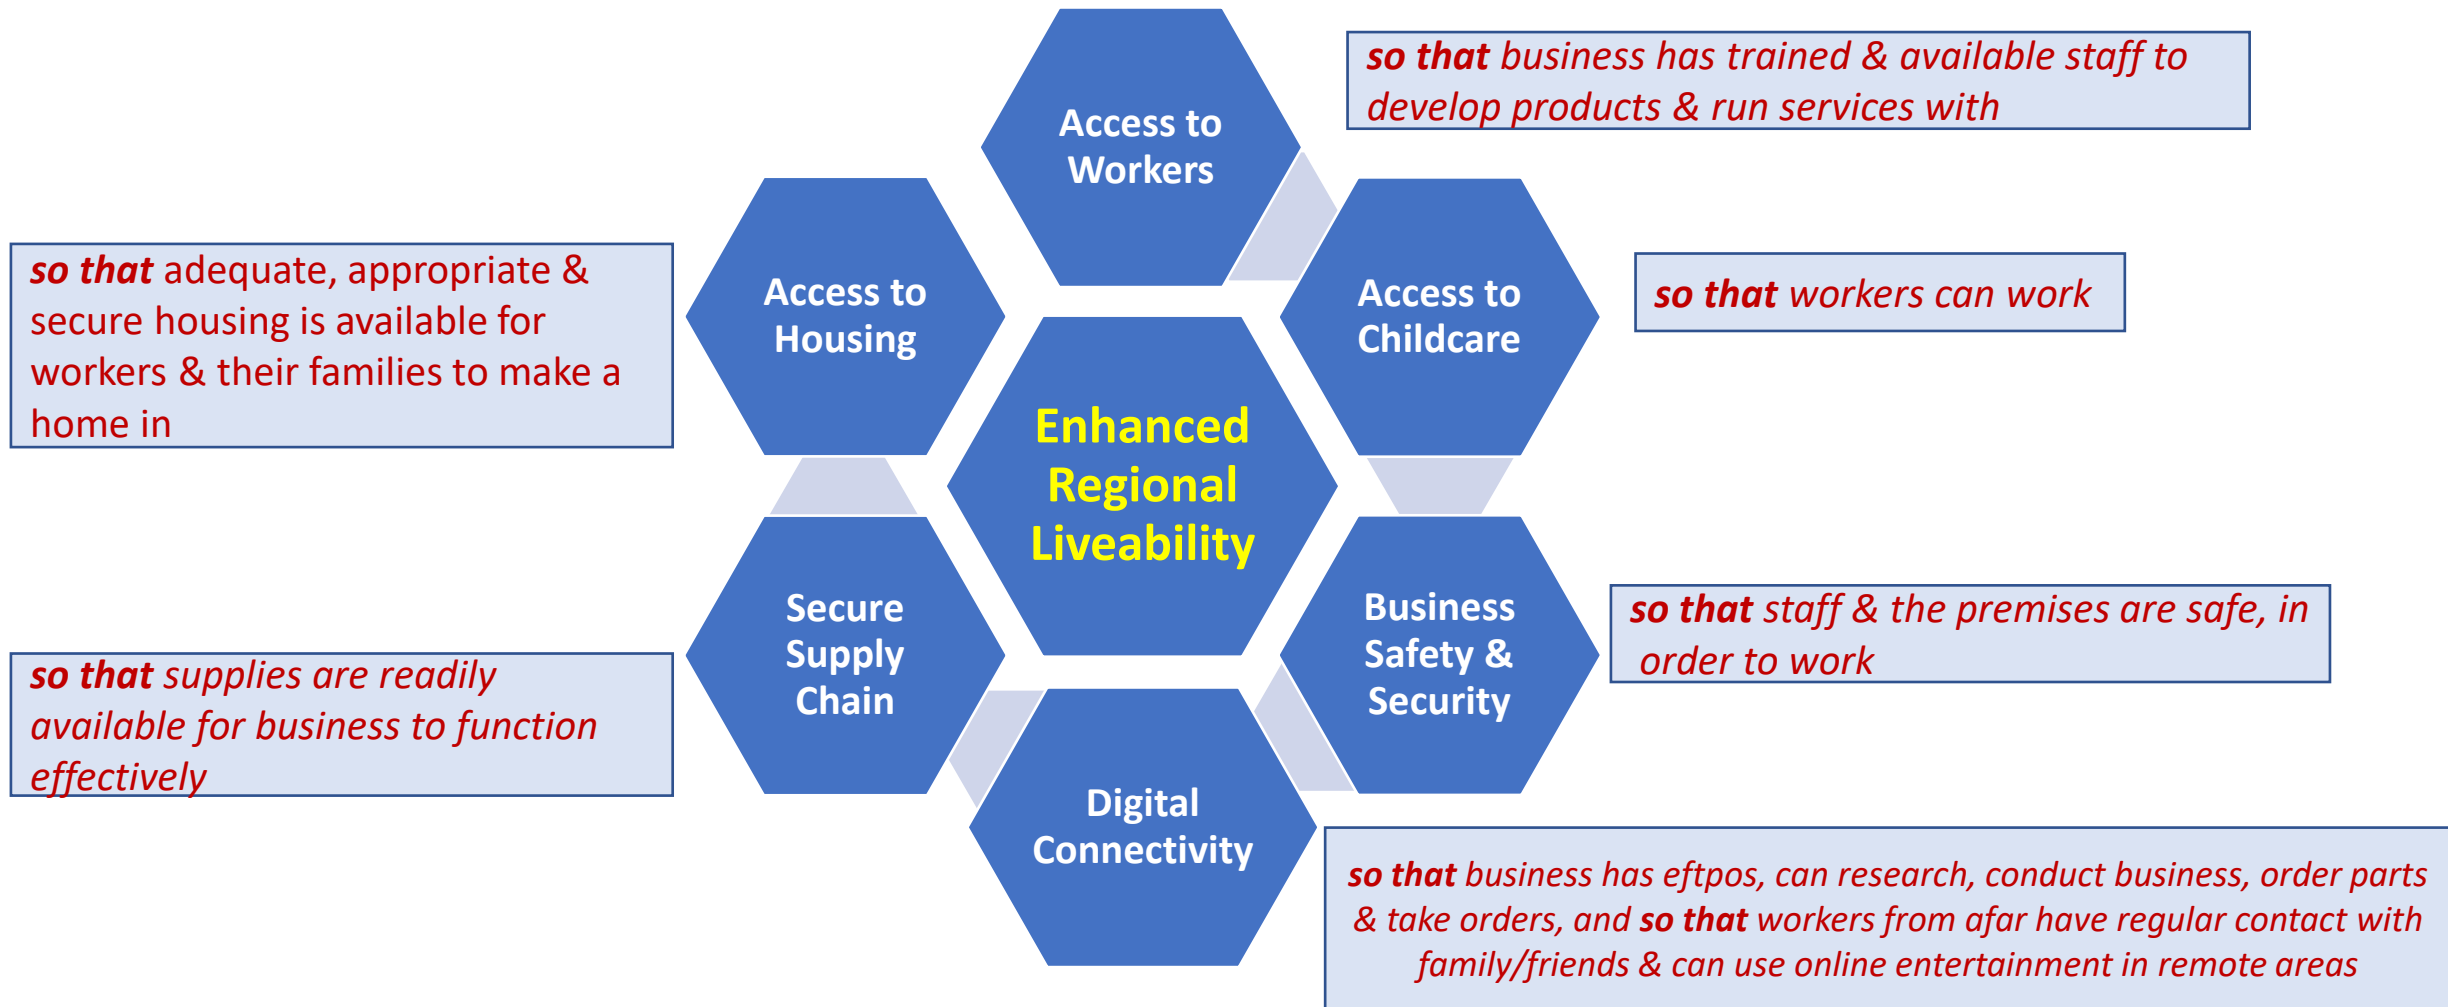 Access to
Workers
so that business has trained & available staff to
develop products & run services with
Access to
Childcare
so that workers can work
Business
Safety &
Security
so that staff & the premises are safe, in
order to work
Digital
Connectivity
so that business has eftpos, can research, conduct business, order parts
& take orders, and so that workers from afar have regular contact with
family/friends & can use online entertainment in remote areas
Secure
Supply
Chain
so that supplies are readily
available for business to function
effectively
Access to
Housing
so that adequate, appropriate &
secure housing is available for
workers & their families to make a
home in
Enhanced
Regional
Liveability